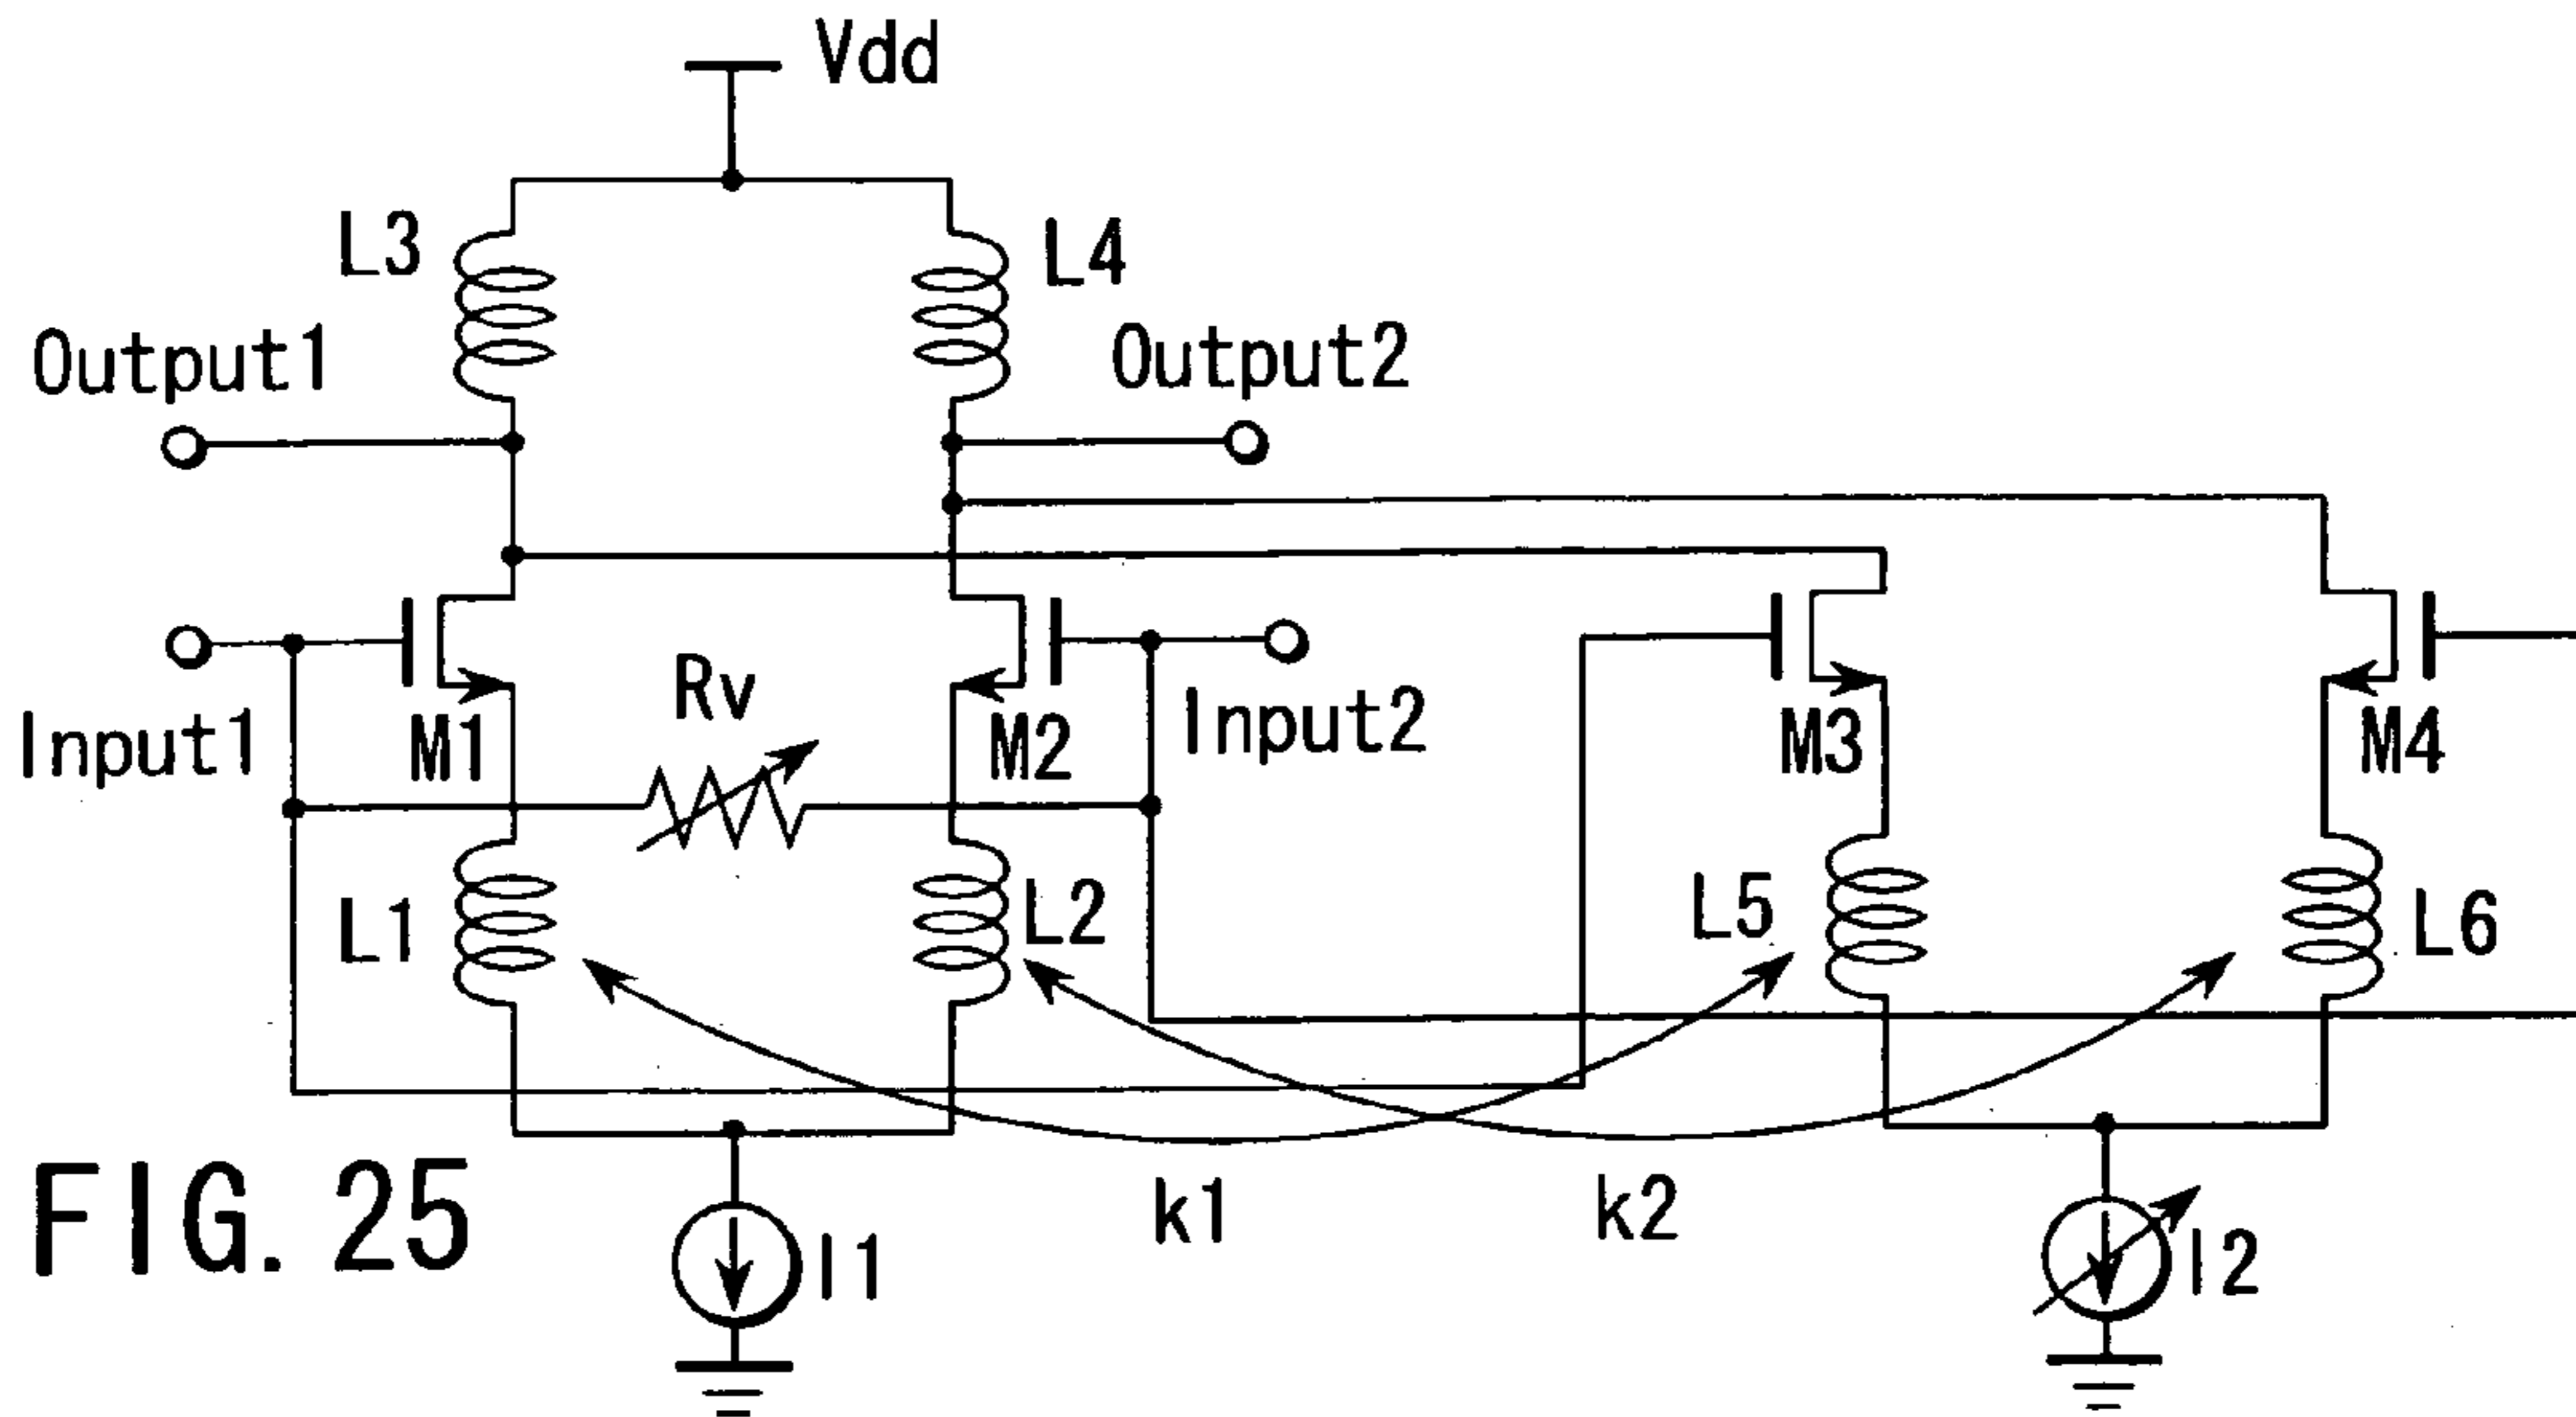 Vdd
L3
L4
Output1
Output2
Input1
M1
Rv
M2
Input2
M3
M4
L1
L2
L5
L6
k1
k2
I1
I2
FIG. 25